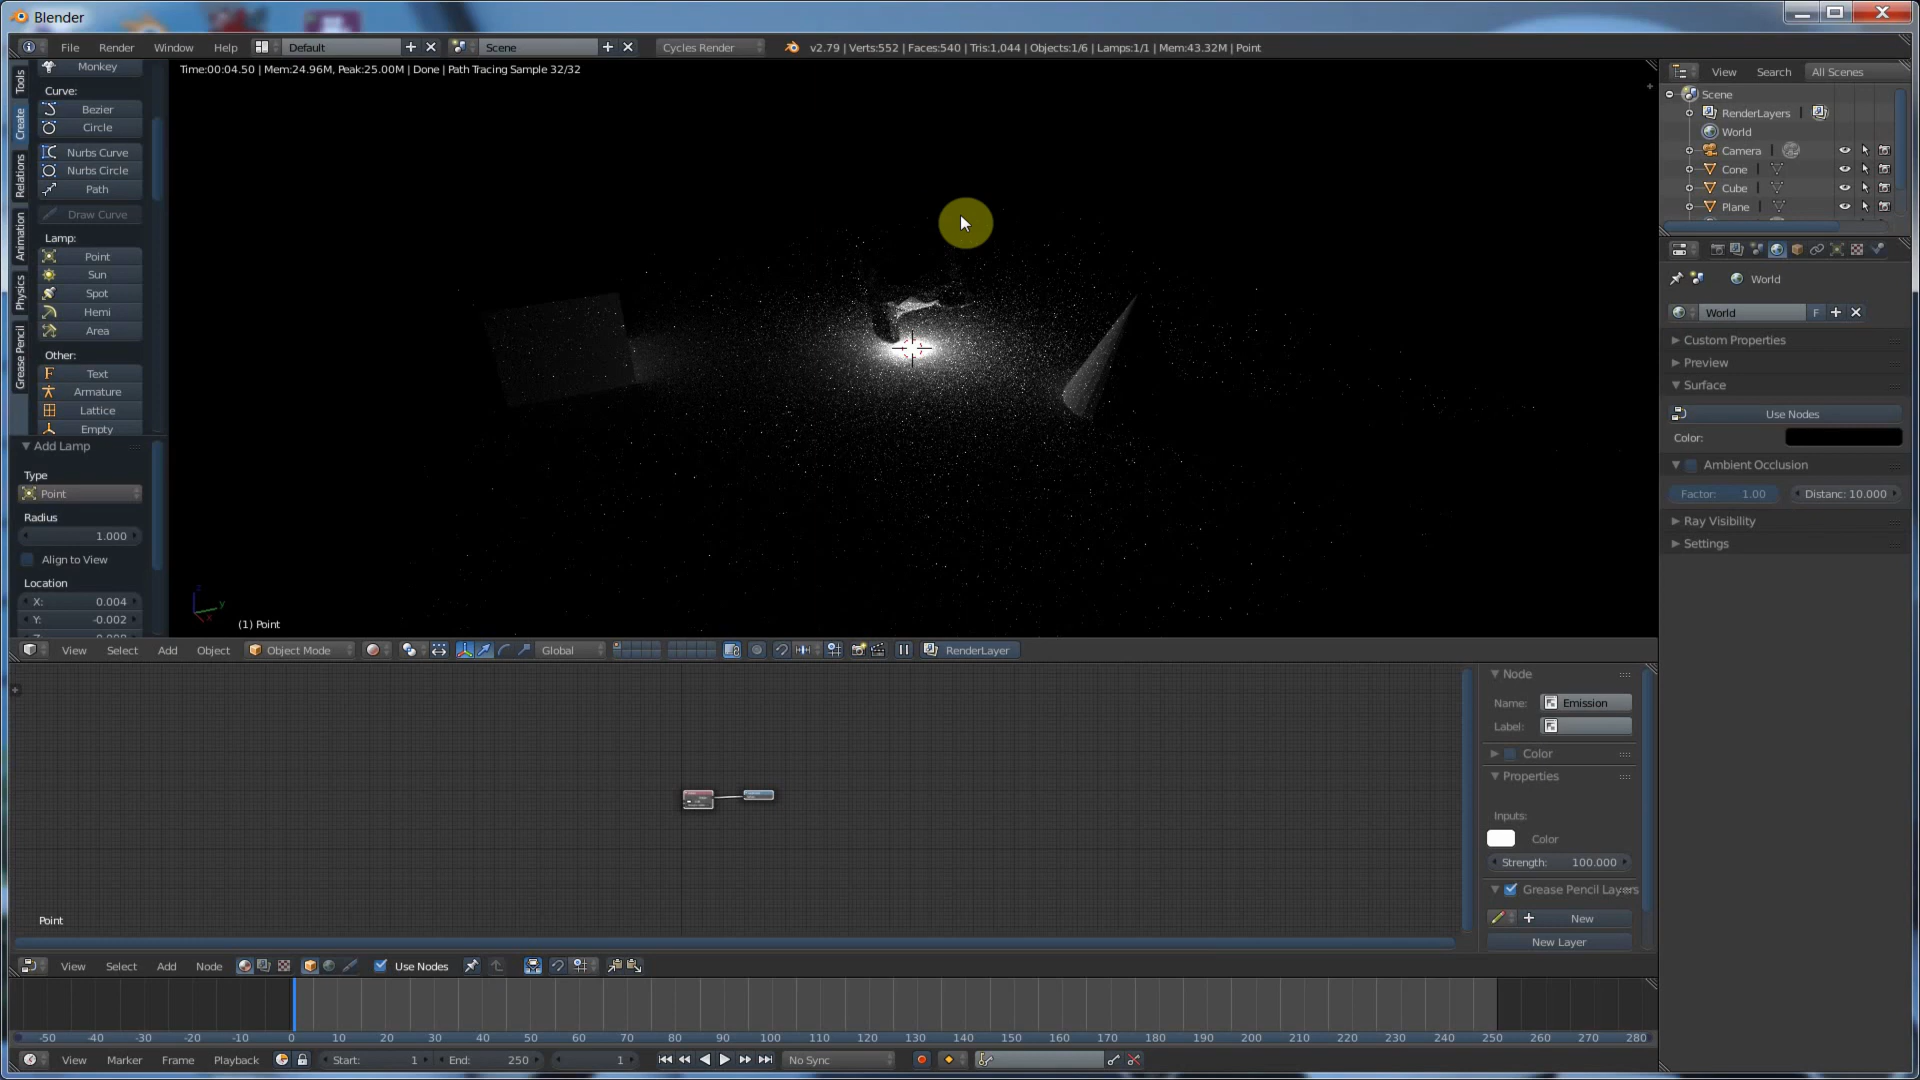 Blender
File Render Window Help Default Scene Cycles Render v2.79 | Verts:552 | Faces:540 | Tris:1,044 | Objects:1/6 | Lamps:1/1 | Mem:43.32M | Point
Time:00:04.50 | Mem:24.96M, Peak:25.00M | Done | Path Tracing Sample 32/32
Tools
Create
Relations
Animation
Physics
Grease Pencil
Monkey
Curve:
Bezier
Circle
Nurbs Curve
Nurbs Circle
Path
Draw Curve
Lamp:
Point
Sun
Spot
Hemi
Area
Other:
Text
Armature
Lattice
Empty
Add Lamp
Type
Point
Radius
1.000
Align to View
Location
X: 0.004
Y: -0.002
(1) Point
View Select Add Object Object Mode Global RenderLayer
View Search All Scenes
Scene
RenderLayers
World
Camera
Cone
Cube
Plane
World
World F
Custom Properties
Preview
Surface
Use Nodes
Color:
Ambient Occlusion
Factor: 1.00 Distanc: 10.000
Ray Visibility
Settings
Node
Name: Emission
Label:
Color
Properties
Inputs:
Color
Strength: 100.000
Grease Pencil Layers
New
New Layer
Point
View Select Add Node Use Nodes
-50 -40 -30 -20 -10 0 10 20 30 40 50 60 70 80 90 100 110 120 130 140 150 160 170 180 190 200 210 220 230 240 250 260 270 280
View Marker Frame Playback Start: 1 End: 250 1 No Sync